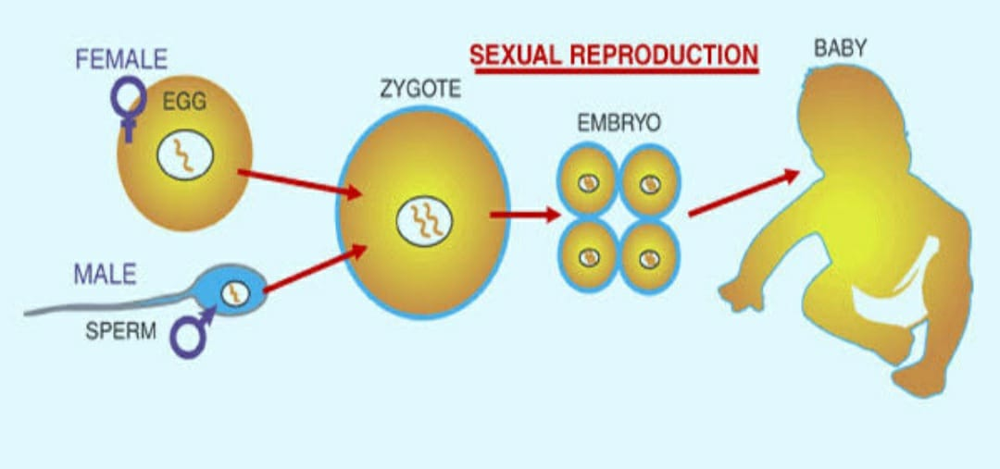 SEXUAL REPRODUCTION
FEMALE
EGG
ZYGOTE
EMBRYO
BABY
MALE
SPERM